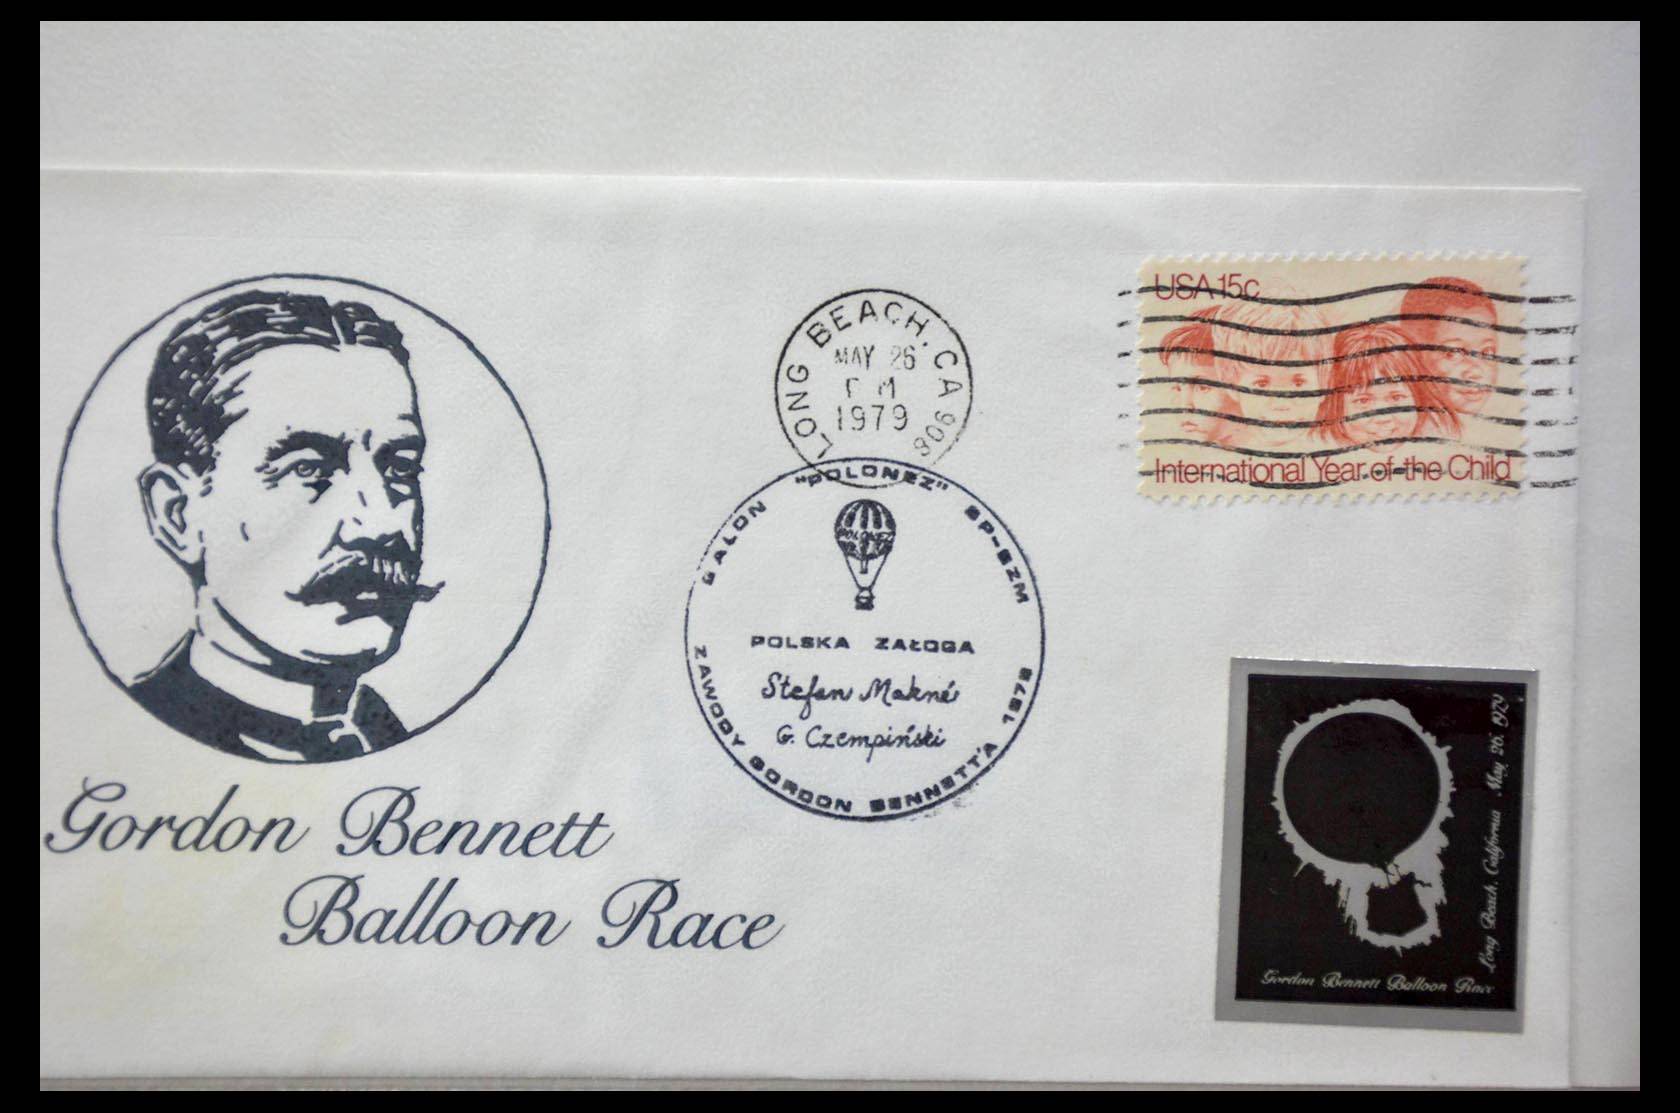 USA 15c
International Year of the Child
LONG BEACH, CA 908
MAY 26
PM
1979
BALON "POLONEZ" SP-BZM
POLONEZ
POLSKA ZAŁOGA
Stefan Makné
G. Czempiński
ZAWODY GORDON BENNETT'A 1979
Gordon Bennett
Balloon Race
Long Beach, California May 26, 1979
Gordon Bennett Balloon Race